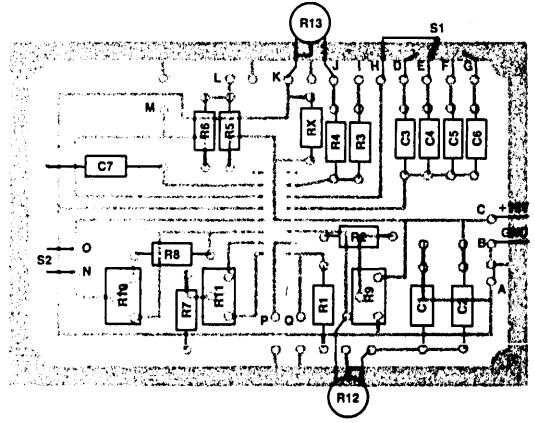 R13
S1
L K J I H D E F G
M
R6 R5 RX R4 R3 C3 C4 C5 C6
C7
C
B GND
S2 O
N
R8 R2
A
R10 R7 R11 P Q R1 R9 C1 C2
R12